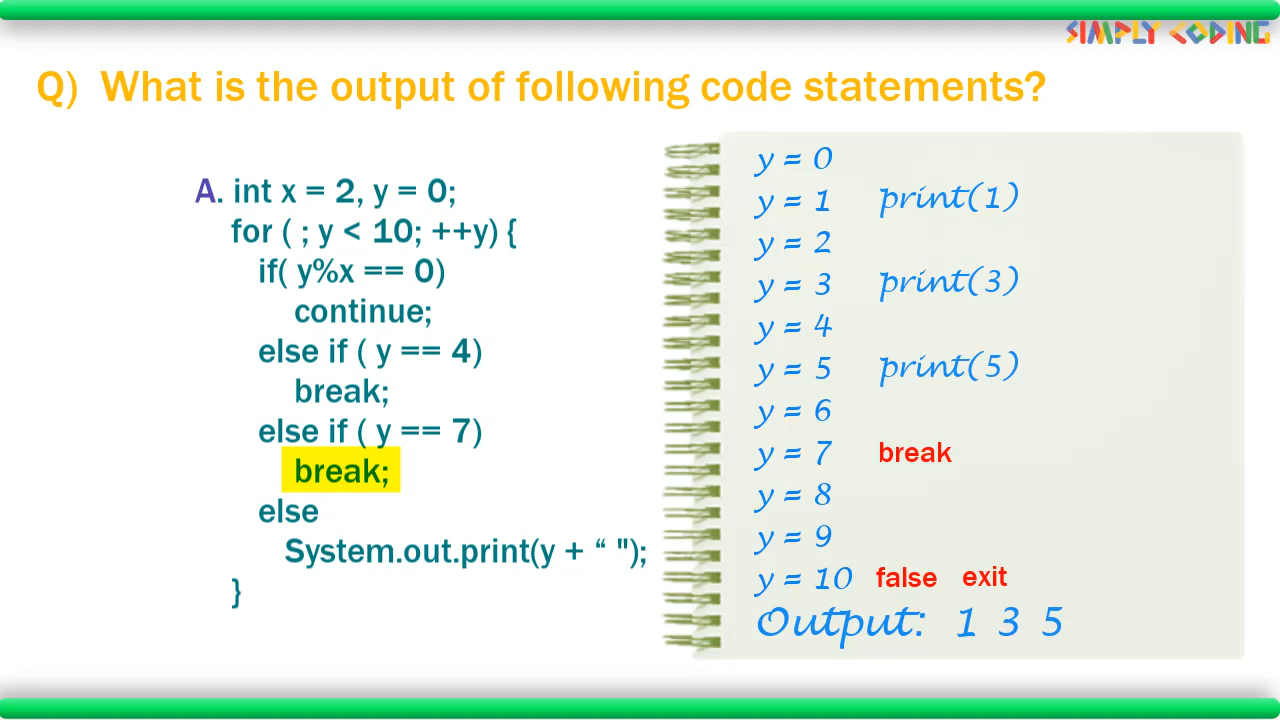 SIMPLY CODING
Q) What is the output of following code statements?
A. int x = 2, y = 0;
for ( ; y < 10; ++y) {
if( y%x == 0)
continue;
else if ( y == 4)
break;
else if ( y == 7)
break;
else
System.out.print(y + “ ");
}
y = 0
y = 1 print(1)
y = 2
y = 3 print(3)
y = 4
y = 5 print(5)
y = 6
y = 7 break
y = 8
y = 9
y = 10 false exit
Output: 1 3 5